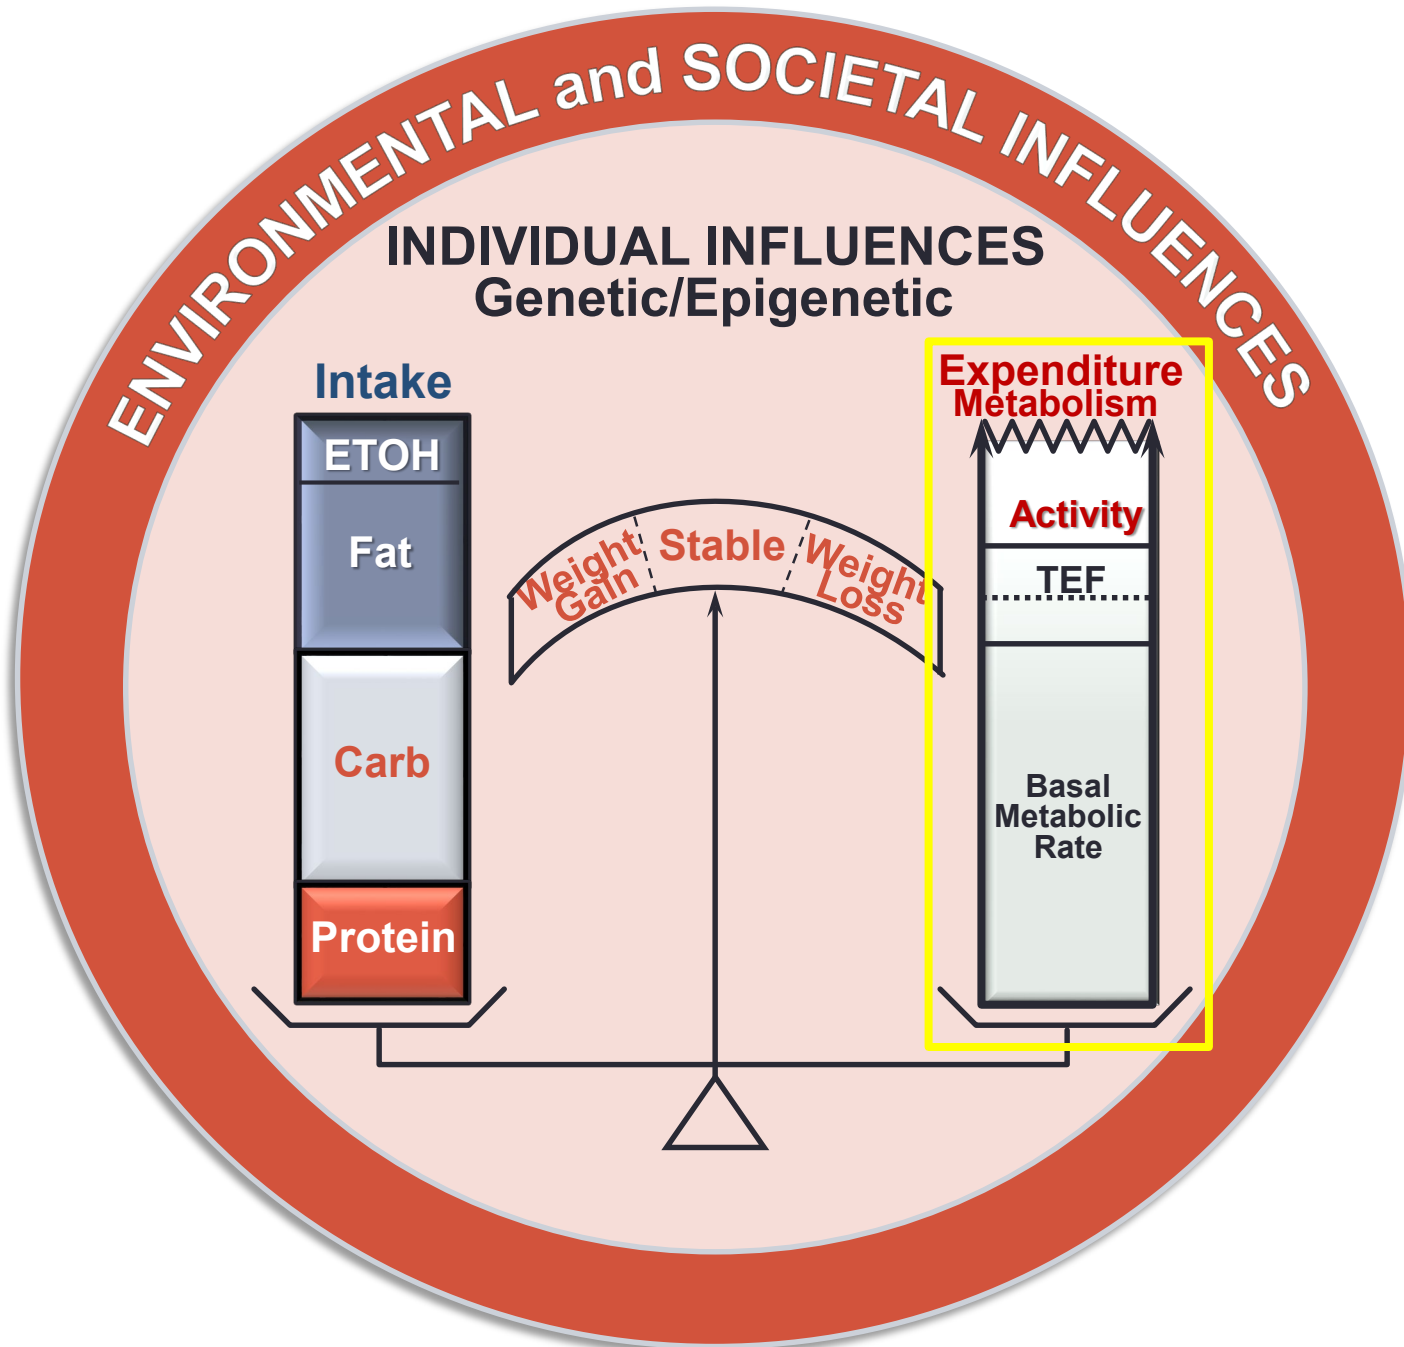 ENVIRONMENTAL and SOCIETAL INFLUENCES
INDIVIDUAL INFLUENCES
Genetic/Epigenetic
Intake
ETOH
Fat
Carb
Protein
Weight
Gain
Stable
Weight
Loss
Expenditure
Metabolism
Activity
TEF
Basal
Metabolic
Rate